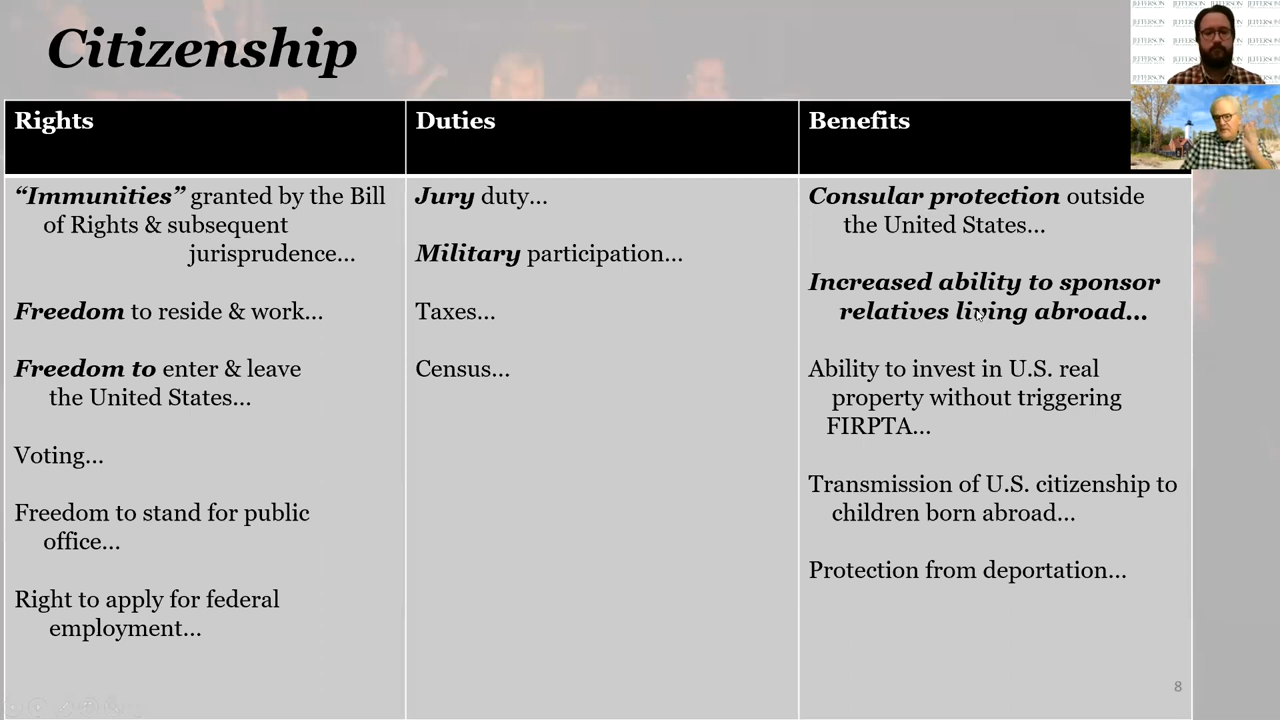 Citizenship
Rights
Duties
Benefits
“Immunities” granted by the Bill
of Rights & subsequent
jurisprudence...
Freedom to reside & work...
Freedom to enter & leave
the United States...
Voting...
Freedom to stand for public
office...
Right to apply for federal
employment...
Jury duty...
Military participation...
Taxes...
Census...
Consular protection outside
the United States...
Increased ability to sponsor
relatives living abroad...
Ability to invest in U.S. real
property without triggering
FIRPTA...
Transmission of U.S. citizenship to
children born abroad...
Protection from deportation...
8
JEFFERSON